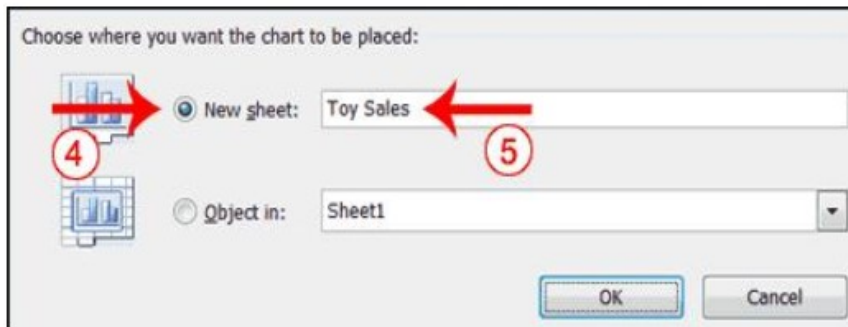 Choose where you want the chart to be placed:
4 New sheet: Toy Sales 5
Object in: Sheet1
OK Cancel